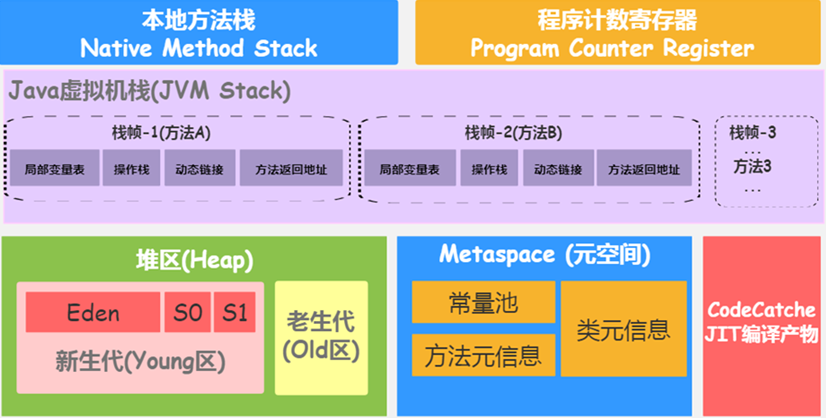 本地方法栈
Native Method Stack
程序计数寄存器
Program Counter Register
Java虚拟机栈(JVM Stack)
栈帧-1(方法A)
局部变量表
操作栈
动态链接
方法返回地址
栈帧-2(方法B)
局部变量表
操作栈
动态链接
方法返回地址
栈帧-3
...
方法3
...
堆区(Heap)
Eden
S0
S1
新生代(Young区)
老生代
(Old区)
Metaspace (元空间)
常量池
方法元信息
类元信息
CodeCatche
JIT编译产物